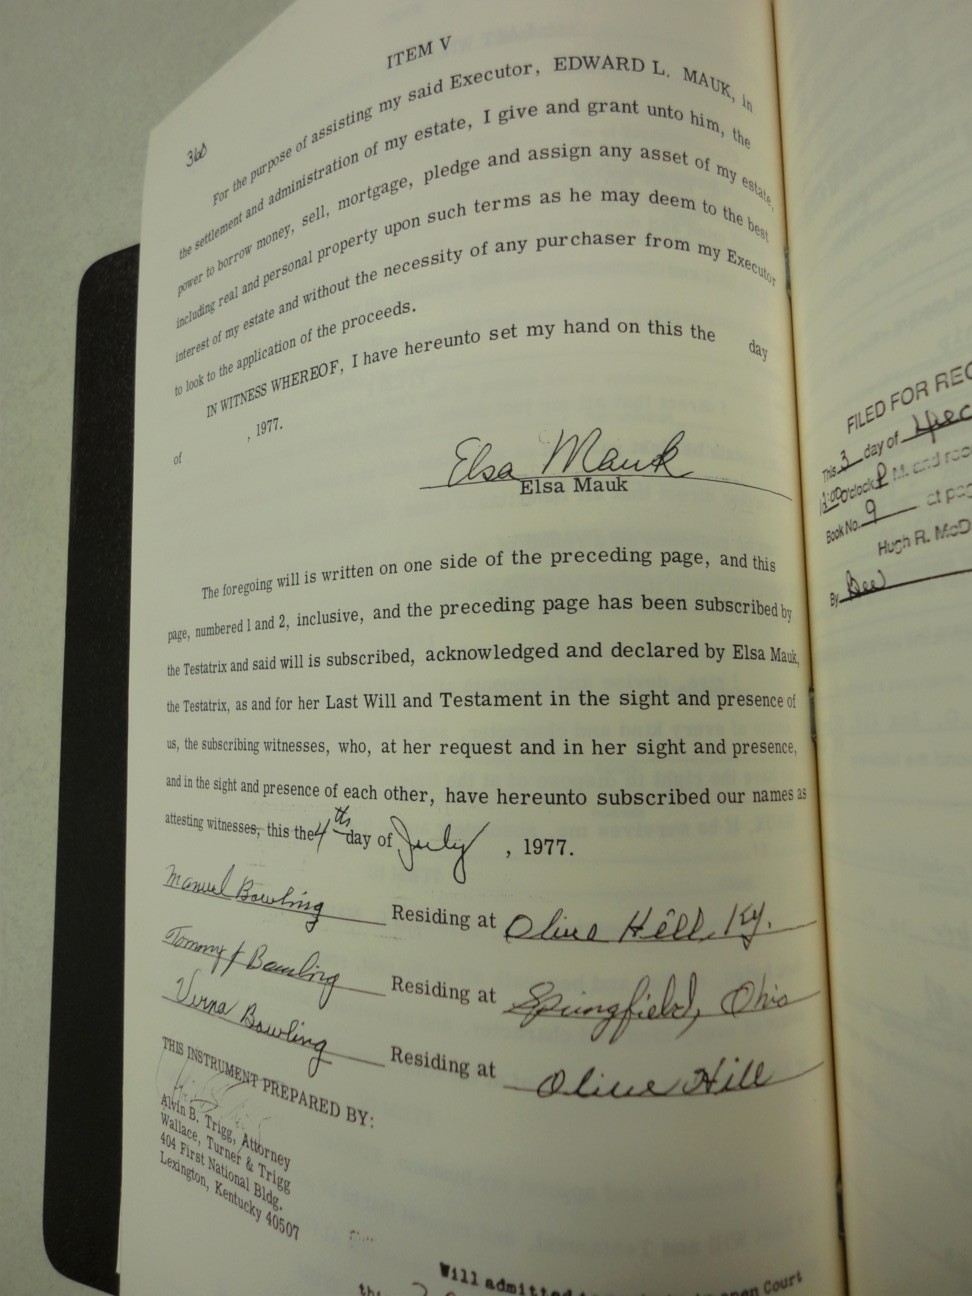 360
ITEM V
For the purpose of assisting my said Executor, EDWARD L. MAUK, in
the settlement and administration of my estate, I give and grant unto him, the
power to borrow money, sell, mortgage, pledge and assign any asset of my estate,
including real and personal property upon such terms as he may deem to the best
interest of my estate and without the necessity of any purchaser from my Executor
to look to the application of the proceeds.
IN WITNESS WHEREOF, I have hereunto set my hand on this the day
of , 1977.
Elsa Mauk
Elsa Mauk
The foregoing will is written on one side of the preceding page, and this
page, numbered 1 and 2, inclusive, and the preceding page has been subscribed by
the Testatrix and said will is subscribed, acknowledged and declared by Elsa Mauk,
the Testatrix, as and for her Last Will and Testament in the sight and presence of
us, the subscribing witnesses, who, at her request and in her sight and presence,
and in the sight and presence of each other, have hereunto subscribed our names as
attesting witnesses, this the 4th day of July, 1977.
Manuel Bowling Residing at Olive Hill, Ky.
Tommy J Bowling Residing at Springfield, Ohio
Verna Bowling Residing at Olive Hill
THIS INSTRUMENT PREPARED BY:
Alvin B. Trigg, Attorney
Wallace, Turner & Trigg
404 First National Bldg.
Lexington, Kentucky 40507
Will admitted open Court
FILED FOR REC
This 3 day of
O'clock P M. and rec
Book No. 9 at pag
Hugh R. McD
By